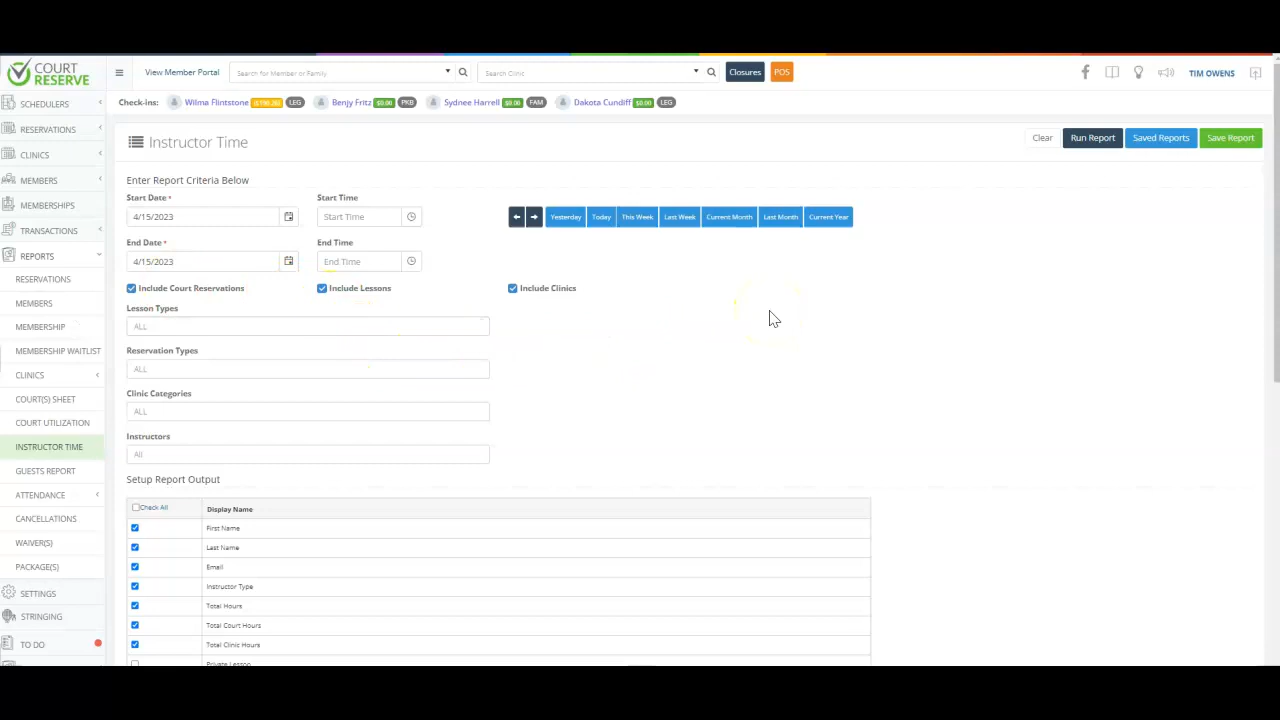 COURT
RESERVE
View Member Portal
Search for Member or Family
Search Clinic
Closures
POS
TIM OWENS
Check-ins:
Wilma Flintstone
LEG
Benjy Fritz $0.00 PKB
Sydnee Harrell $0.00 FAM
Dakota Cundiff $0.00 LEG
SCHEDULERS
RESERVATIONS
CLINICS
MEMBERS
MEMBERSHIPS
TRANSACTIONS
REPORTS
RESERVATIONS
MEMBERS
MEMBERSHIP
MEMBERSHIP WAITLIST
CLINICS
COURT(S) SHEET
COURT UTILIZATION
INSTRUCTOR TIME
GUESTS REPORT
ATTENDANCE
CANCELLATIONS
WAIVER(S)
PACKAGE(S)
SETTINGS
STRINGING
TO DO
Instructor Time
Clear
Run Report
Saved Reports
Save Report
Enter Report Criteria Below
Start Date *
Start Time
4/15/2023
Start Time
Yesterday
Today
This Week
Last Week
Current Month
Last Month
Current Year
End Date *
End Time
4/15/2023
End Time
Include Court Reservations
Include Lessons
Include Clinics
Lesson Types
ALL
Reservation Types
ALL
Clinic Categories
ALL
Instructors
All
Setup Report Output
Check All
Display Name
First Name
Last Name
Email
Instructor Type
Total Hours
Total Court Hours
Total Clinic Hours
Private Lesson